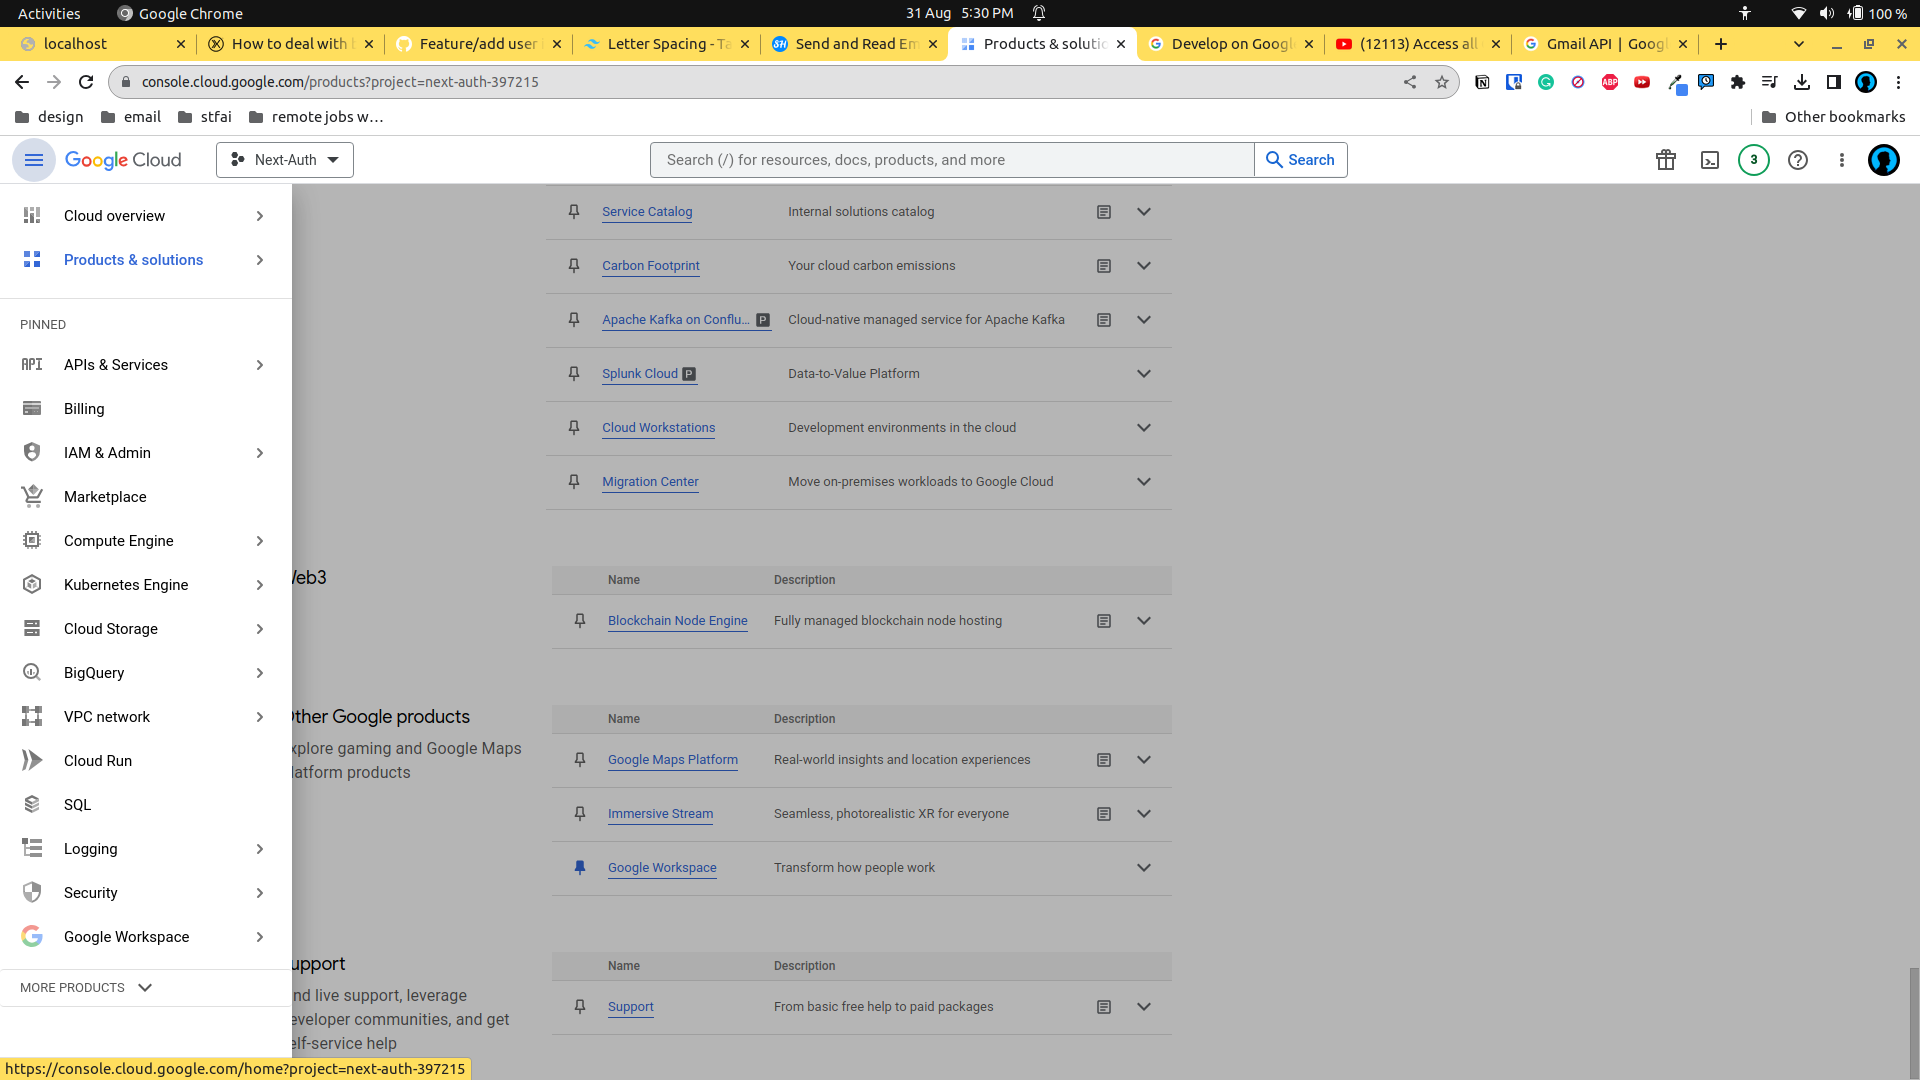 Activities Google Chrome 31 Aug 5:30 PM 100 %
localhost How to deal with b Feature/add user Letter Spacing - Ta Send and Read Em Products & solutio Develop on Googl (12113) Access all Gmail API | Googl
console.cloud.google.com/products?project=next-auth-397215
design email stfai remote jobs w... Other bookmarks
Google Cloud Next-Auth Search (/) for resources, docs, products, and more Search 3
Cloud overview
Products & solutions
PINNED
API APIs & Services
Billing
IAM & Admin
Marketplace
Compute Engine
Kubernetes Engine
Cloud Storage
BigQuery
VPC network
Cloud Run
SQL
Logging
Security
Google Workspace
MORE PRODUCTS
Service Catalog Internal solutions catalog
Carbon Footprint Your cloud carbon emissions
Apache Kafka on Conflu... P Cloud-native managed service for Apache Kafka
Splunk Cloud P Data-to-Value Platform
Cloud Workstations Development environments in the cloud
Migration Center Move on-premises workloads to Google Cloud
Web3
Name Description
Blockchain Node Engine Fully managed blockchain node hosting
Other Google products
xplore gaming and Google Maps
latform products
Name Description
Google Maps Platform Real-world insights and location experiences
Immersive Stream Seamless, photorealistic XR for everyone
Google Workspace Transform how people work
upport
nd live support, leverage
eveloper communities, and get
elf-service help
Name Description
Support From basic free help to paid packages
https://console.cloud.google.com/home?project=next-auth-397215